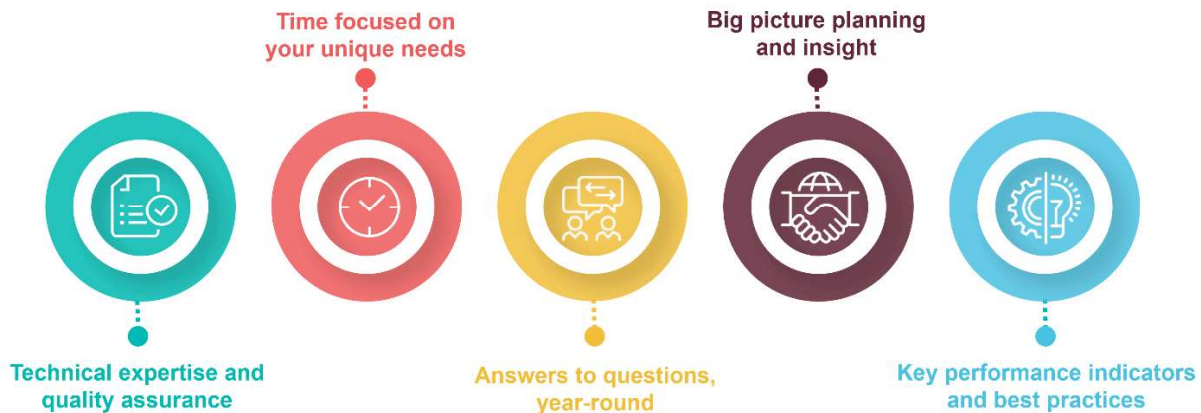 Time focused on
your unique needs
Big picture planning
and insight
Technical expertise and
quality assurance
Answers to questions,
year-round
Key performance indicators
and best practices